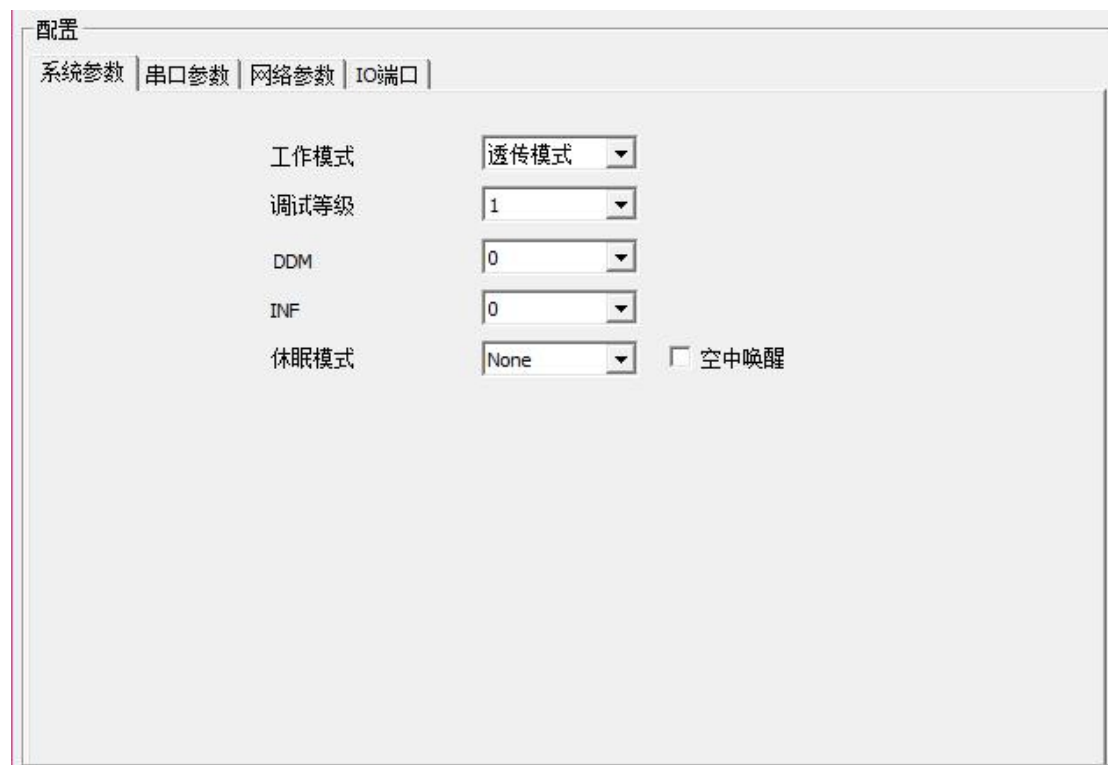 配置
系统参数 串口参数 网络参数 IO端口
工作模式 透传模式
调试等级 1
DDM 0
INF 0
休眠模式 None 空中唤醒